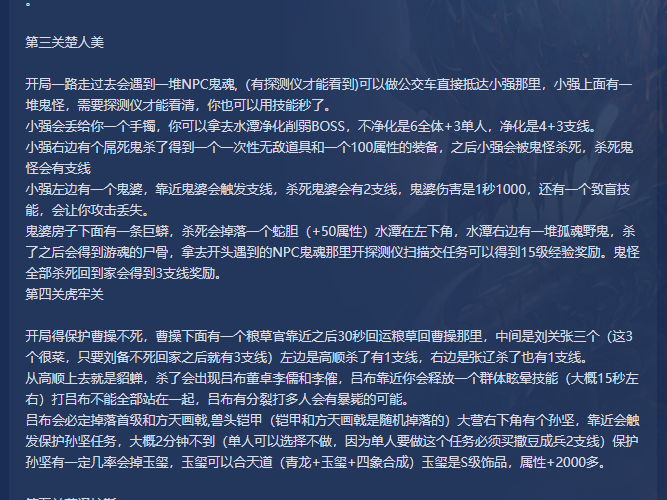 。
第三关楚人美
开局一路走过去会遇到一堆NPC鬼魂,（有探测仪才能看到)可以做公交车直接抵达小强那里，小强上面有一
堆鬼怪，需要探测仪才能看清，你也可以用技能秒了。
小强会丢给你一个手镯，你可以拿去水潭净化削弱BOSS，不净化是6全体+3单人，净化是4+3支线。
小强右边有个屌死鬼杀了得到一个一次性无敌道具和一个100属性的装备，之后小强会被鬼怪杀死，杀死鬼
怪会有支线
小强左边有一个鬼婆，靠近鬼婆会触发支线，杀死鬼婆会有2支线，鬼婆伤害是1秒1000，还有一个致盲技
能，会让你攻击丢失。
鬼婆房子下面有一条巨蟒，杀死会掉落一个蛇胆（+50属性）水潭在左下角，水潭右边有一堆孤魂野鬼，杀
了之后会得到游魂的尸骨，拿去开头遇到的NPC鬼魂那里开探测仪扫描交任务可以得到15级经验奖励。鬼怪
全部杀死回到家会得到3支线奖励。
第四关虎牢关
开局得保护曹操不死，曹操下面有一个粮草官靠近之后30秒回运粮草回曹操那里，中间是刘关张三个（这3
个很菜，只要刘备不死回家之后就有3支线）左边是高顺杀了有1支线，右边是张辽杀了也有1支线。
从高顺上去就是貂蝉，杀了会出现吕布董卓李儒和李傕，吕布靠近你会释放一个群体眩晕技能（大概15秒左
右）打吕布不能全部站在一起，吕布有分裂打多人会有暴毙的可能。
吕布会必定掉落首级和方天画戟,兽头铠甲（铠甲和方天画戟是随机掉落的）大营右下角有个孙坚，靠近会触
发保护孙坚任务，大概2分钟不到（单人可以选择不做，因为单人要做这个任务必须买撒豆成兵2支线）保护
孙坚有一定几率会掉玉玺，玉玺可以合天道（青龙+玉玺+四象合成）玉玺是S级饰品，属性+2000多。